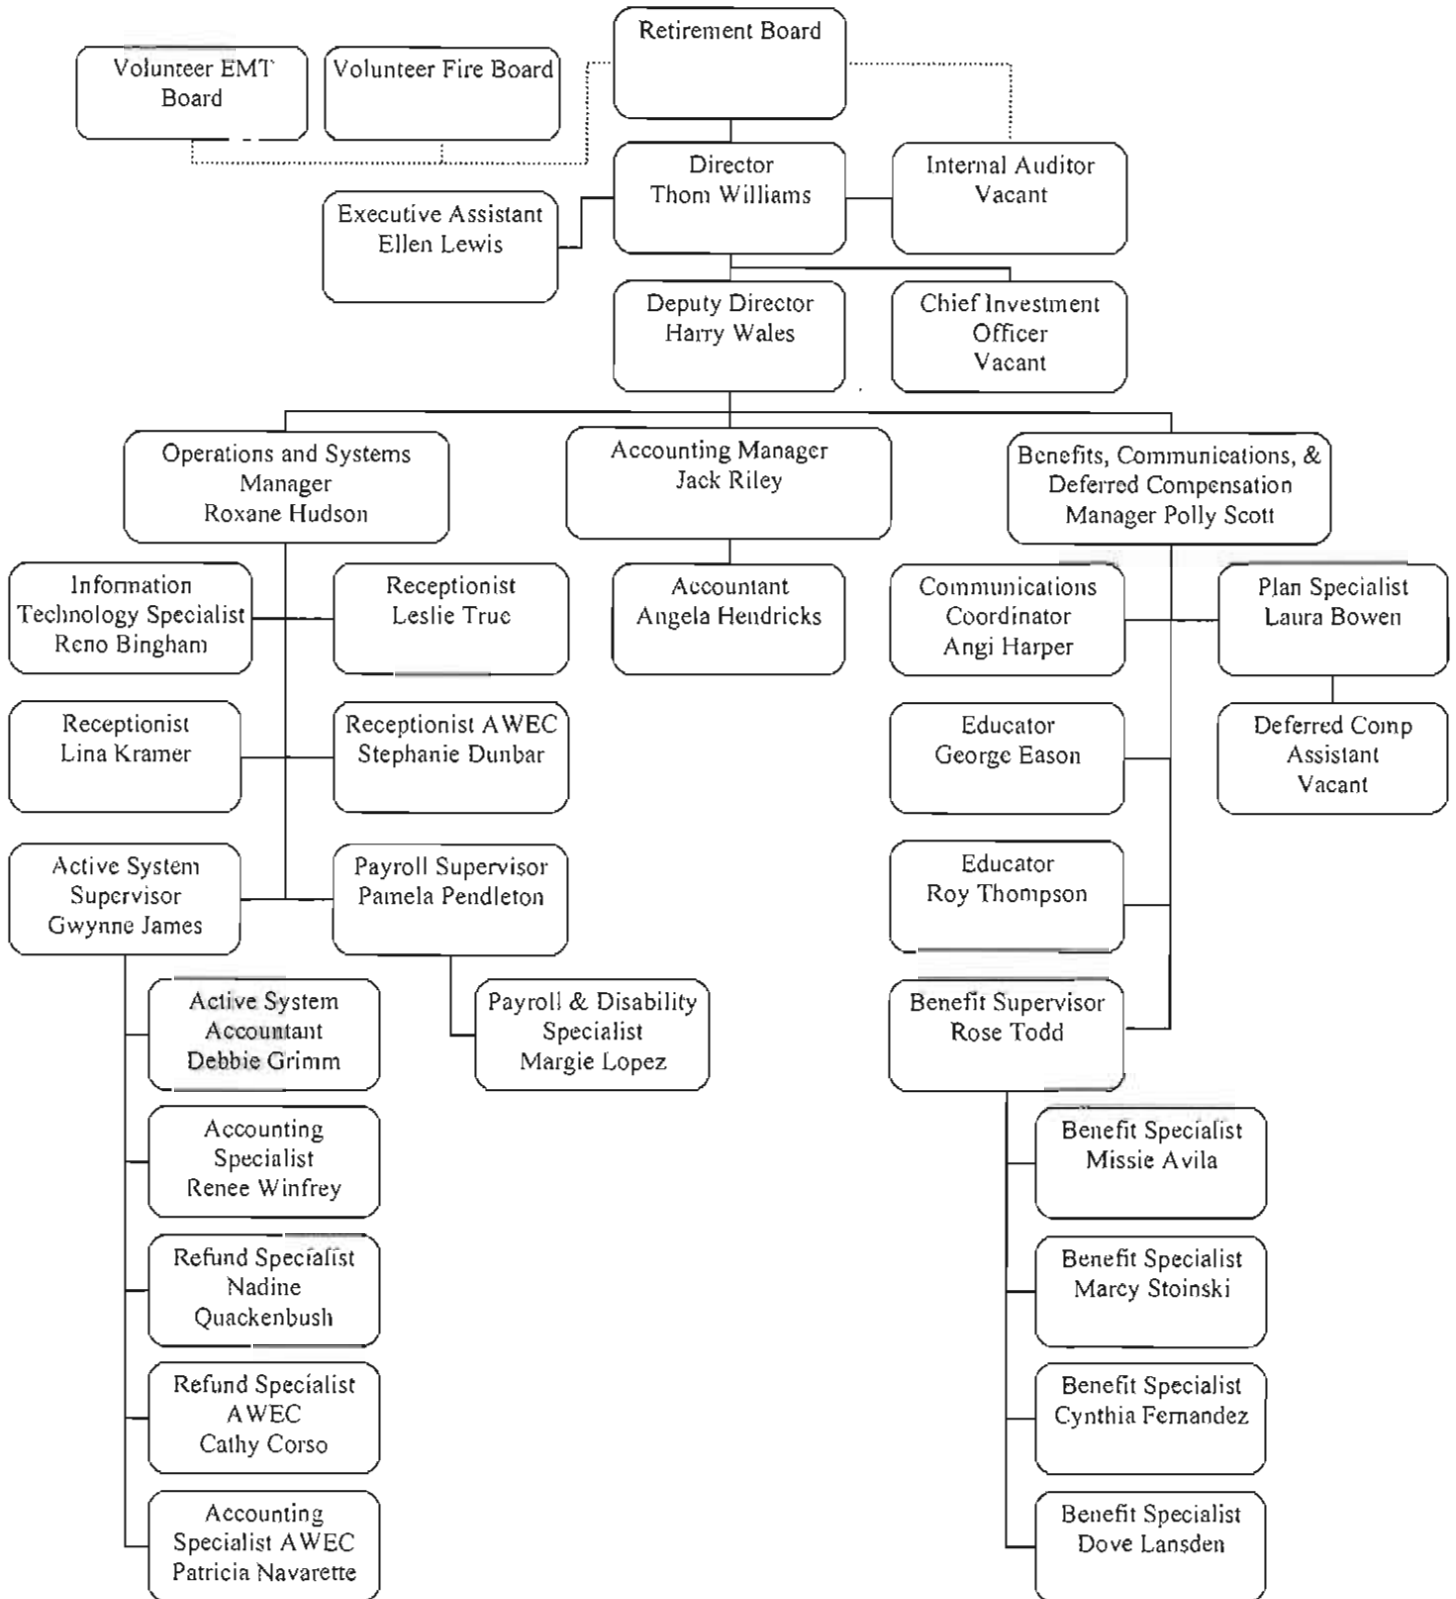 Retirement Board
Volunteer EMT
Board
Volunteer Fire Board
Director
Thom Williams
Internal Auditor
Vacant
Executive Assistant
Ellen Lewis
Deputy Director
Harry Wales
Chief Investment
Officer
Vacant
Operations and Systems
Manager
Roxane Hudson
Accounting Manager
Jack Riley
Benefits, Communications, &
Deferred Compensation
Manager Polly Scott
Information
Technology Specialist
Reno Bingham
Receptionist
Leslie True
Accountant
Angela Hendricks
Communications
Coordinator
Angi Harper
Plan Specialist
Laura Bowen
Receptionist
Lina Kramer
Receptionist AWEC
Stephanie Dunbar
Educator
George Eason
Deferred Comp
Assistant
Vacant
Active System
Supervisor
Gwynne James
Payroll Supervisor
Pamela Pendleton
Educator
Roy Thompson
Active System
Accountant
Debbie Grimm
Payroll & Disability
Specialist
Margie Lopez
Benefit Supervisor
Rose Todd
Accounting
Specialist
Renee Winfrey
Benefit Specialist
Missie Avila
Refund Specialist
Nadine
Quackenbush
Benefit Specialist
Marcy Stoinski
Refund Specialist
AWEC
Cathy Corso
Benefit Specialist
Cynthia Fernandez
Accounting
Specialist AWEC
Patricia Navarette
Benefit Specialist
Dove Lansden